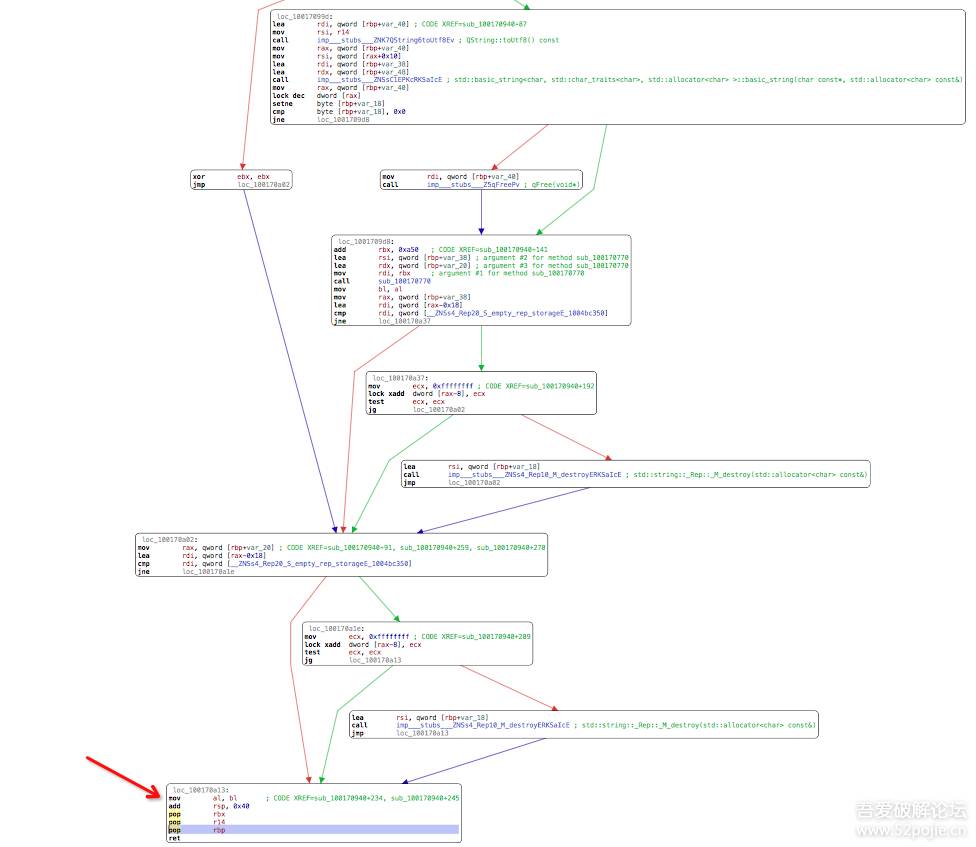 loc_10017099d:
lea rdi, qword [rbp+var_40] ; CODE XREF=sub_100170940+87
mov rsi, r14
call imp___stubs___ZNK7QString6toUtf8Ev ; QString::toUtf8() const
mov rax, qword [rbp+var_40]
mov rsi, qword [rax+0x10]
lea rdi, qword [rbp+var_38]
lea rdx, qword [rbp+var_48]
call imp___stubs___ZNSsC1EPKcRKSaIcE ; std::basic_string<char, std::char_traits<char>, std::allocator<char> >::basic_string(char const*, std::allocator<char> const&)
mov rax, qword [rbp+var_40]
lock dec dword [rax]
setne byte [rbp+var_18]
cmp byte [rbp+var_18], 0x0
jne loc_1001709d8
xor ebx, ebx
jmp loc_100170a02
mov rdi, qword [rbp+var_40]
call imp___stubs___Z5qFreePv ; qFree(void*)
loc_1001709d8:
add rbx, 0xa50 ; CODE XREF=sub_100170940+141
lea rsi, qword [rbp+var_38] ; argument #2 for method sub_100170770
lea rdx, qword [rbp+var_20] ; argument #3 for method sub_100170770
mov rdi, rbx ; argument #1 for method sub_100170770
call sub_100170770
mov bl, al
mov rax, qword [rbp+var_38]
lea rdi, qword [rax-0x18]
cmp rdi, qword [__ZNSs4_Rep20_S_empty_rep_storageE_1004bc350]
jne loc_100170a37
loc_100170a37:
mov ecx, 0xffffffff ; CODE XREF=sub_100170940+192
lock xadd dword [rax-8], ecx
test ecx, ecx
jg loc_100170a02
lea rsi, qword [rbp+var_18]
call imp___stubs___ZNSs4_Rep10_M_destroyERKSaIcE ; std::string::_Rep::_M_destroy(std::allocator<char> const&)
jmp loc_100170a02
loc_100170a02:
mov rax, qword [rbp+var_20] ; CODE XREF=sub_100170940+91, sub_100170940+259, sub_100170940+270
lea rdi, qword [rax-0x18]
cmp rdi, qword [__ZNSs4_Rep20_S_empty_rep_storageE_1004bc350]
jne loc_100170a1e
loc_100170a1e:
mov ecx, 0xffffffff ; CODE XREF=sub_100170940+209
lock xadd dword [rax-8], ecx
test ecx, ecx
jg loc_100170a13
lea rsi, qword [rbp+var_18]
call imp___stubs___ZNSs4_Rep10_M_destroyERKSaIcE ; std::string::_Rep::_M_destroy(std::allocator<char> const&)
jmp loc_100170a13
loc_100170a13:
mov al, bl ; CODE XREF=sub_100170940+234, sub_100170940+245
add rsp, 0x40
pop rbx
pop r14
pop rbp
ret
吾爱破解论坛
www.52pojie.cn